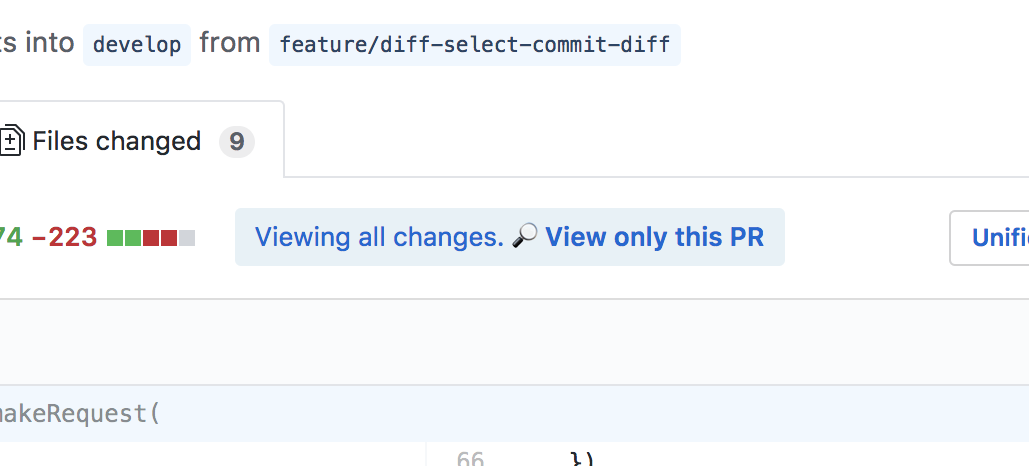 ts into develop from feature/diff-select-commit-diff
Files changed 9
74 −223 Viewing all changes. 🔎 View only this PR Unifi
makeRequest(
66 })